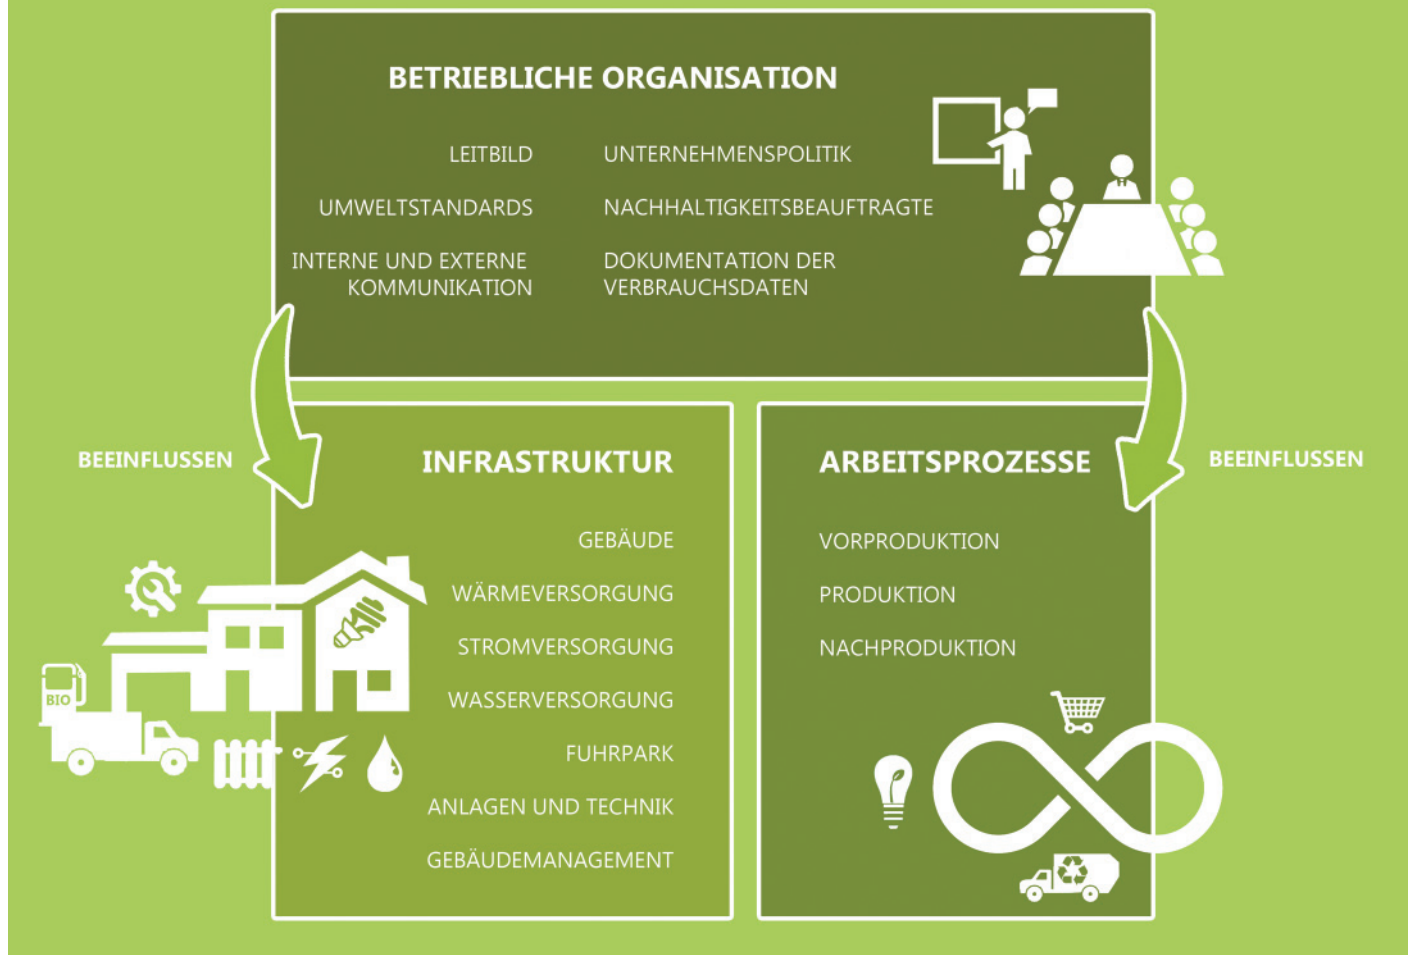 BETRIEBLICHE ORGANISATION
LEITBILD
UMWELTSTANDARDS
INTERNE UND EXTERNE
KOMMUNIKATION
UNTERNEHMENSPOLITIK
NACHHALTIGKEITSBEAUFTRAGTE
DOKUMENTATION DER
VERBRAUCHSDATEN
BEEINFLUSSEN
INFRASTRUKTUR
GEBÄUDE
WÄRMEVERSORGUNG
STROMVERSORGUNG
WASSERVERSORGUNG
FUHRPARK
ANLAGEN UND TECHNIK
GEBÄUDEMANAGEMENT
BIO
ARBEITSPROZESSE
VORPRODUKTION
PRODUKTION
NACHPRODUKTION
BEEINFLUSSEN